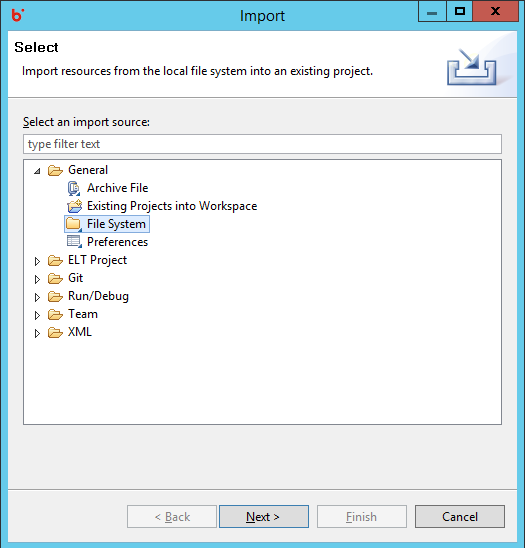 Import
Select
Import resources from the local file system into an existing project.
Select an import source:
type filter text
General
Archive File
Existing Projects into Workspace
File System
Preferences
ELT Project
Git
Run/Debug
Team
XML
< Back Next > Finish Cancel